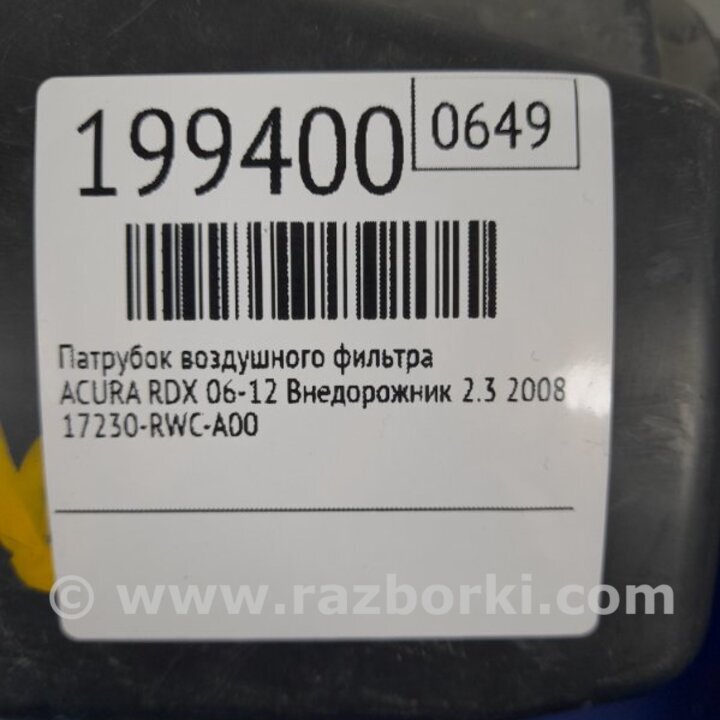 199400
0649
Патрубок воздушного фильтра
ACURA RDX 06-12 Внедорожник 2.3 2008
17230-RWC-A00
© www.razborki.com